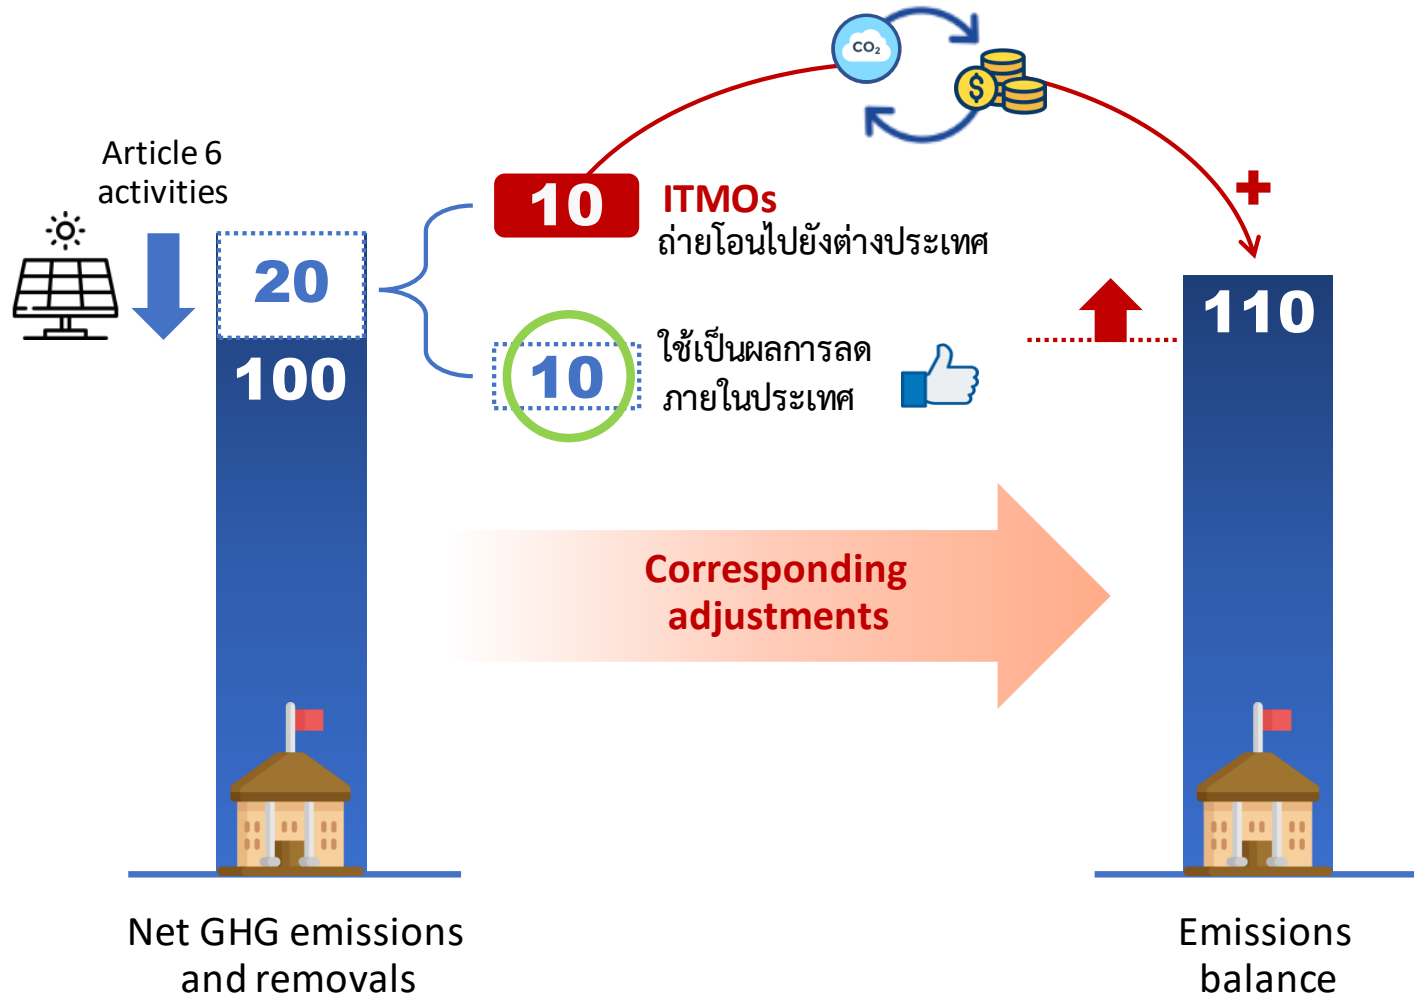 CO₂
$
Article 6
activities
10
ITMOs
ถ่ายโอนไปยังต่างประเทศ
20
110
100
10
ใช้เป็นผลการลด
ภายในประเทศ
Corresponding
adjustments
Net GHG emissions
and removals
Emissions
balance